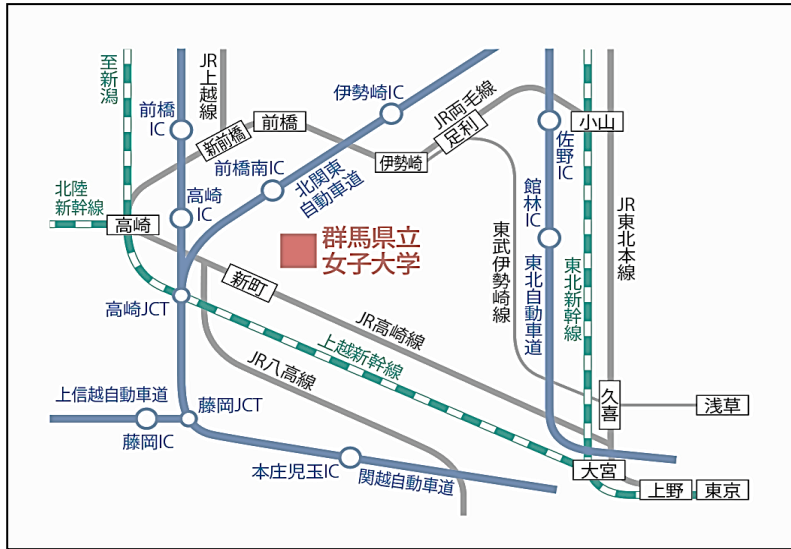 至新潟
JR上越線
前橋
IC
新前橋
前橋
伊勢崎IC
JR両毛線
足利
小山
佐野IC
伊勢崎
前橋南IC
北関東
自動車道
高崎
IC
北陸
新幹線
高崎
群馬県立
女子大学
館林IC
東北自動車道
東武伊勢崎線
東北新幹線
JR東北本線
新町
高崎JCT
JR高崎線
上越新幹線
JR八高線
上信越自動車道
藤岡JCT
藤岡IC
本庄児玉IC
関越自動車道
久喜
浅草
大宮
上野
東京